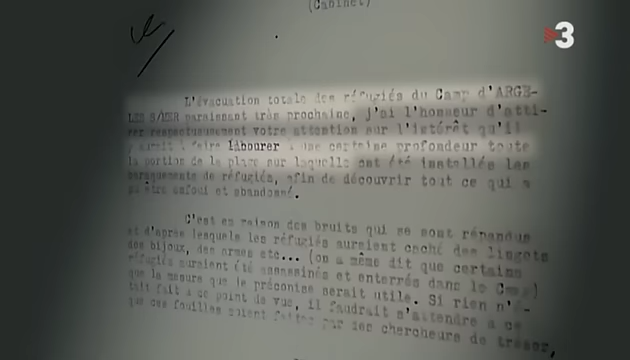 (Cabinet)
3
L'évacuation totale des réfugiés du Camp d'ARGE-
LES S/MER paraissant très prochaine, j'ai l'honneur d'atti-
rer respectueusement votre attention sur l'intérêt qu'il
y aurait à faire labourer à une certaine profondeur toute
la portion de la plage sur laquelle ont été installés les
baraquements de réfugiés, afin de découvrir tout ce qui a
pu être enfoui et abandonné.
C'est en raison des bruits qui se sont répandus
et d'après lesquels les réfugiés auraient caché des lingots
des bijoux, des armes etc... (on a même dit que certains
réfugiés auraient été assassinés et enterrés dans le Camp)
que la mesure que je préconise serait utile. Si rien n'
tait fait à ce point de vue, il faudrait s'attendre à ce
que ces fouilles soient faites par des chercheurs de trésor,